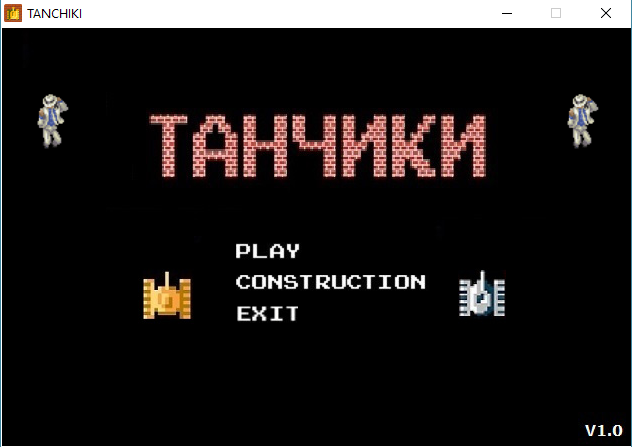 TANCHIKI
ТАНЧИКИ
PLAY
CONSTRUCTION
EXIT
V1.0